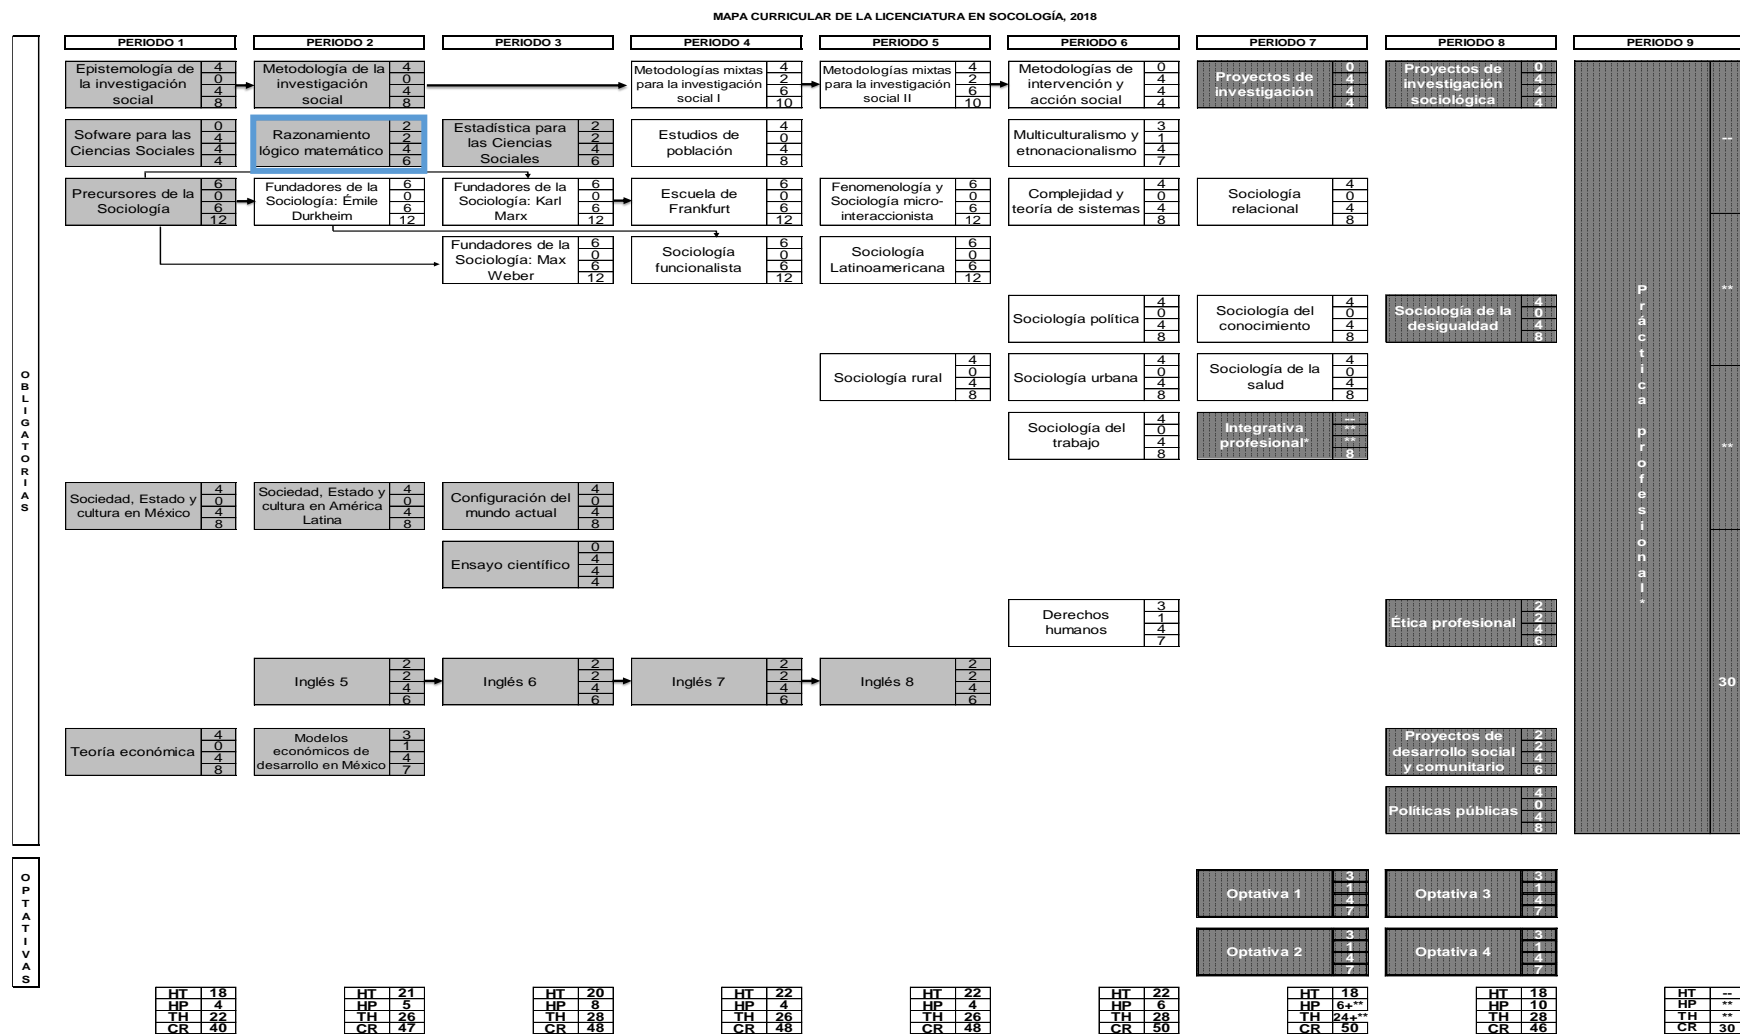 MAPA CURRICULAR DE LA LICENCIATURA EN SOCOLOGÍA, 2018
PERIODO 1
PERIODO 2
PERIODO 3
PERIODO 4
PERIODO 5
PERIODO 6
PERIODO 7
PERIODO 8
PERIODO 9
OBLIGATORIAS
Epistemología de
la investigación
social
4
0
4
8
Metodología de la
investigación
social
4
0
4
8
Metodologías mixtas
para la investigación
social I
4
2
6
10
Metodologías mixtas
para la investigación
social II
4
2
6
10
Metodologías de
intervención y
acción social
0
4
4
4
Proyectos de
investigación
0
4
4
4
Proyectos de
investigación
sociológica
0
4
4
4
Práctica profesional*
--
**
**
30
Sofware para las
Ciencias Sociales
0
4
4
4
Razonamiento
lógico matemático
2
2
4
6
Estadística para
las Ciencias
Sociales
2
2
4
6
Estudios de
población
4
0
4
8
Multiculturalismo y
etnonacionalismo
3
1
4
7
Precursores de la
Sociología
6
0
6
12
Fundadores de la
Sociología: Émile
Durkheim
6
0
6
12
Fundadores de la
Sociología: Karl
Marx
6
0
6
12
Escuela de
Frankfurt
6
0
6
12
Fenomenología y
Sociología micro-
interaccionista
6
0
6
12
Complejidad y
teoría de sistemas
4
0
4
8
Sociología
relacional
4
0
4
8
Fundadores de la
Sociología: Max
Weber
6
0
6
12
Sociología
funcionalista
6
0
6
12
Sociología
Latinoamericana
6
0
6
12
Sociología política
4
0
4
8
Sociología del
conocimiento
4
0
4
8
Sociología de la
desigualdad
4
0
4
8
Sociología rural
4
0
4
8
Sociología urbana
4
0
4
8
Sociología de la
salud
4
0
4
8
Sociología del
trabajo
4
0
4
8
Integrativa
profesional*
--
**
**
8
Sociedad, Estado y
cultura en México
4
0
4
8
Sociedad, Estado y
cultura en América
Latina
4
0
4
8
Configuración del
mundo actual
4
0
4
8
Ensayo científico
0
4
4
4
Derechos
humanos
3
1
4
7
Ética profesional
2
2
4
6
Inglés 5
2
2
4
6
Inglés 6
2
2
4
6
Inglés 7
2
2
4
6
Inglés 8
2
2
4
6
Teoría económica
4
0
4
8
Modelos
económicos de
desarrollo en México
3
1
4
7
Proyectos de
desarrollo social
y comunitario
2
2
4
6
Políticas públicas
4
0
4
8
OPTATIVAS
Optativa 1
3
1
4
7
Optativa 3
3
1
4
7
Optativa 2
3
1
4
7
Optativa 4
3
1
4
7
HT 18
HP 4
TH 22
CR 40
HT 21
HP 5
TH 26
CR 47
HT 20
HP 8
TH 28
CR 48
HT 22
HP 4
TH 26
CR 48
HT 22
HP 4
TH 26
CR 48
HT 22
HP 6
TH 28
CR 50
HT 18
HP 6+**
TH 24+**
CR 50
HT 18
HP 10
TH 28
CR 46
HT --
HP **
TH **
CR 30